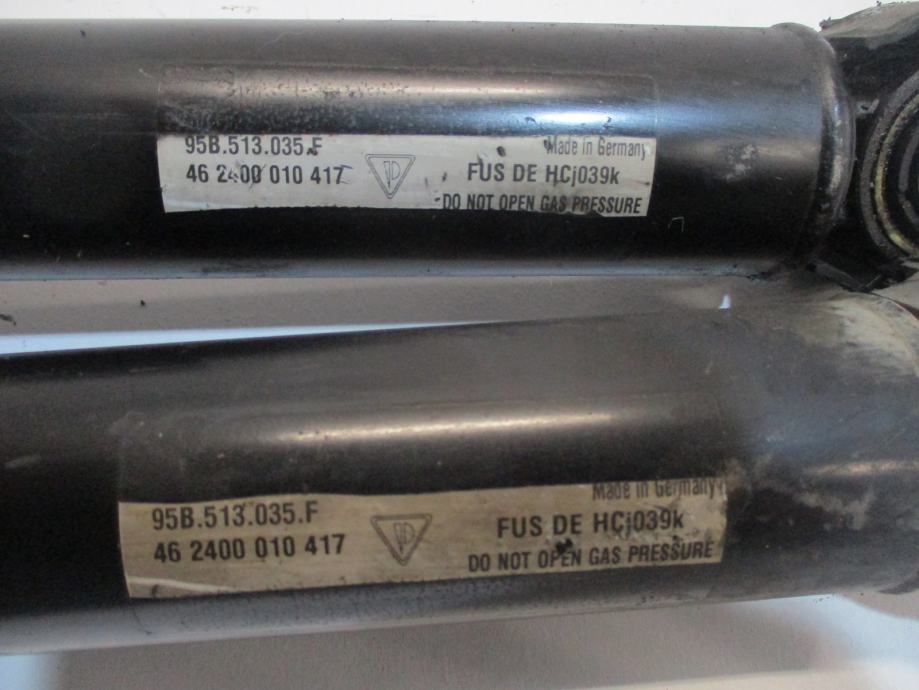 95B.513.035.F
Made in Germany
46 2400 010 417
FUS DE HCj039k
DO NOT OPEN GAS PRESSURE
95B.513.035.F
Made in Germany
46 2400 010 417
FUS DE HCj039k
DO NOT OPEN GAS PRESSURE